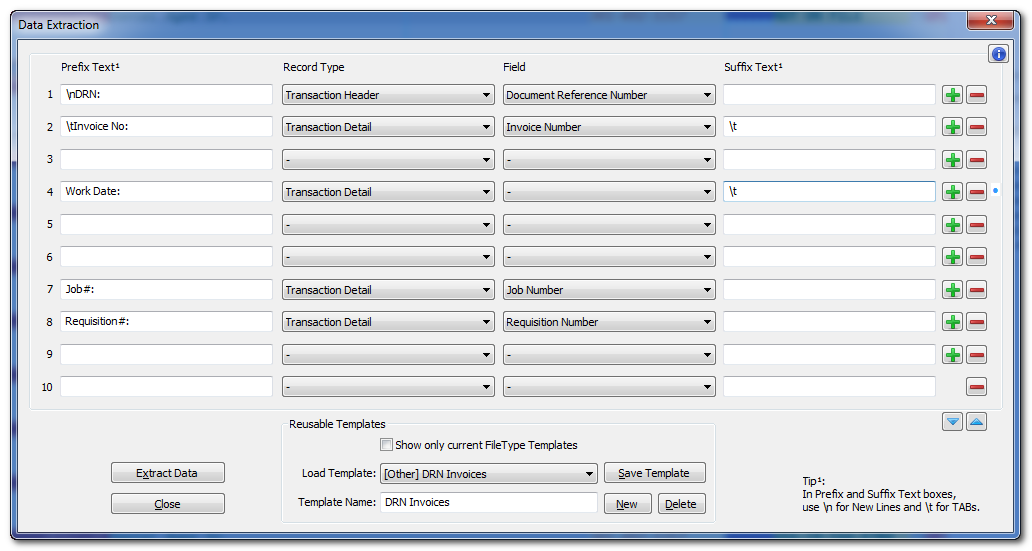 Data Extraction
Prefix Text¹ Record Type Field Suffix Text¹
1 \nDRN: Transaction Header Document Reference Number
2 \tInvoice No: Transaction Detail Invoice Number \t
3 - -
4 Work Date: Transaction Detail - \t
5 - -
6 - -
7 Job#: Transaction Detail Job Number
8 Requisition#: Transaction Detail Requisition Number
9 - -
10 - -
Reusable Templates
Show only current FileType Templates
Extract Data Load Template: [Other] DRN Invoices Save Template
Close Template Name: DRN Invoices New Delete
Tip¹:
In Prefix and Suffix Text boxes,
use \n for New Lines and \t for TABs.